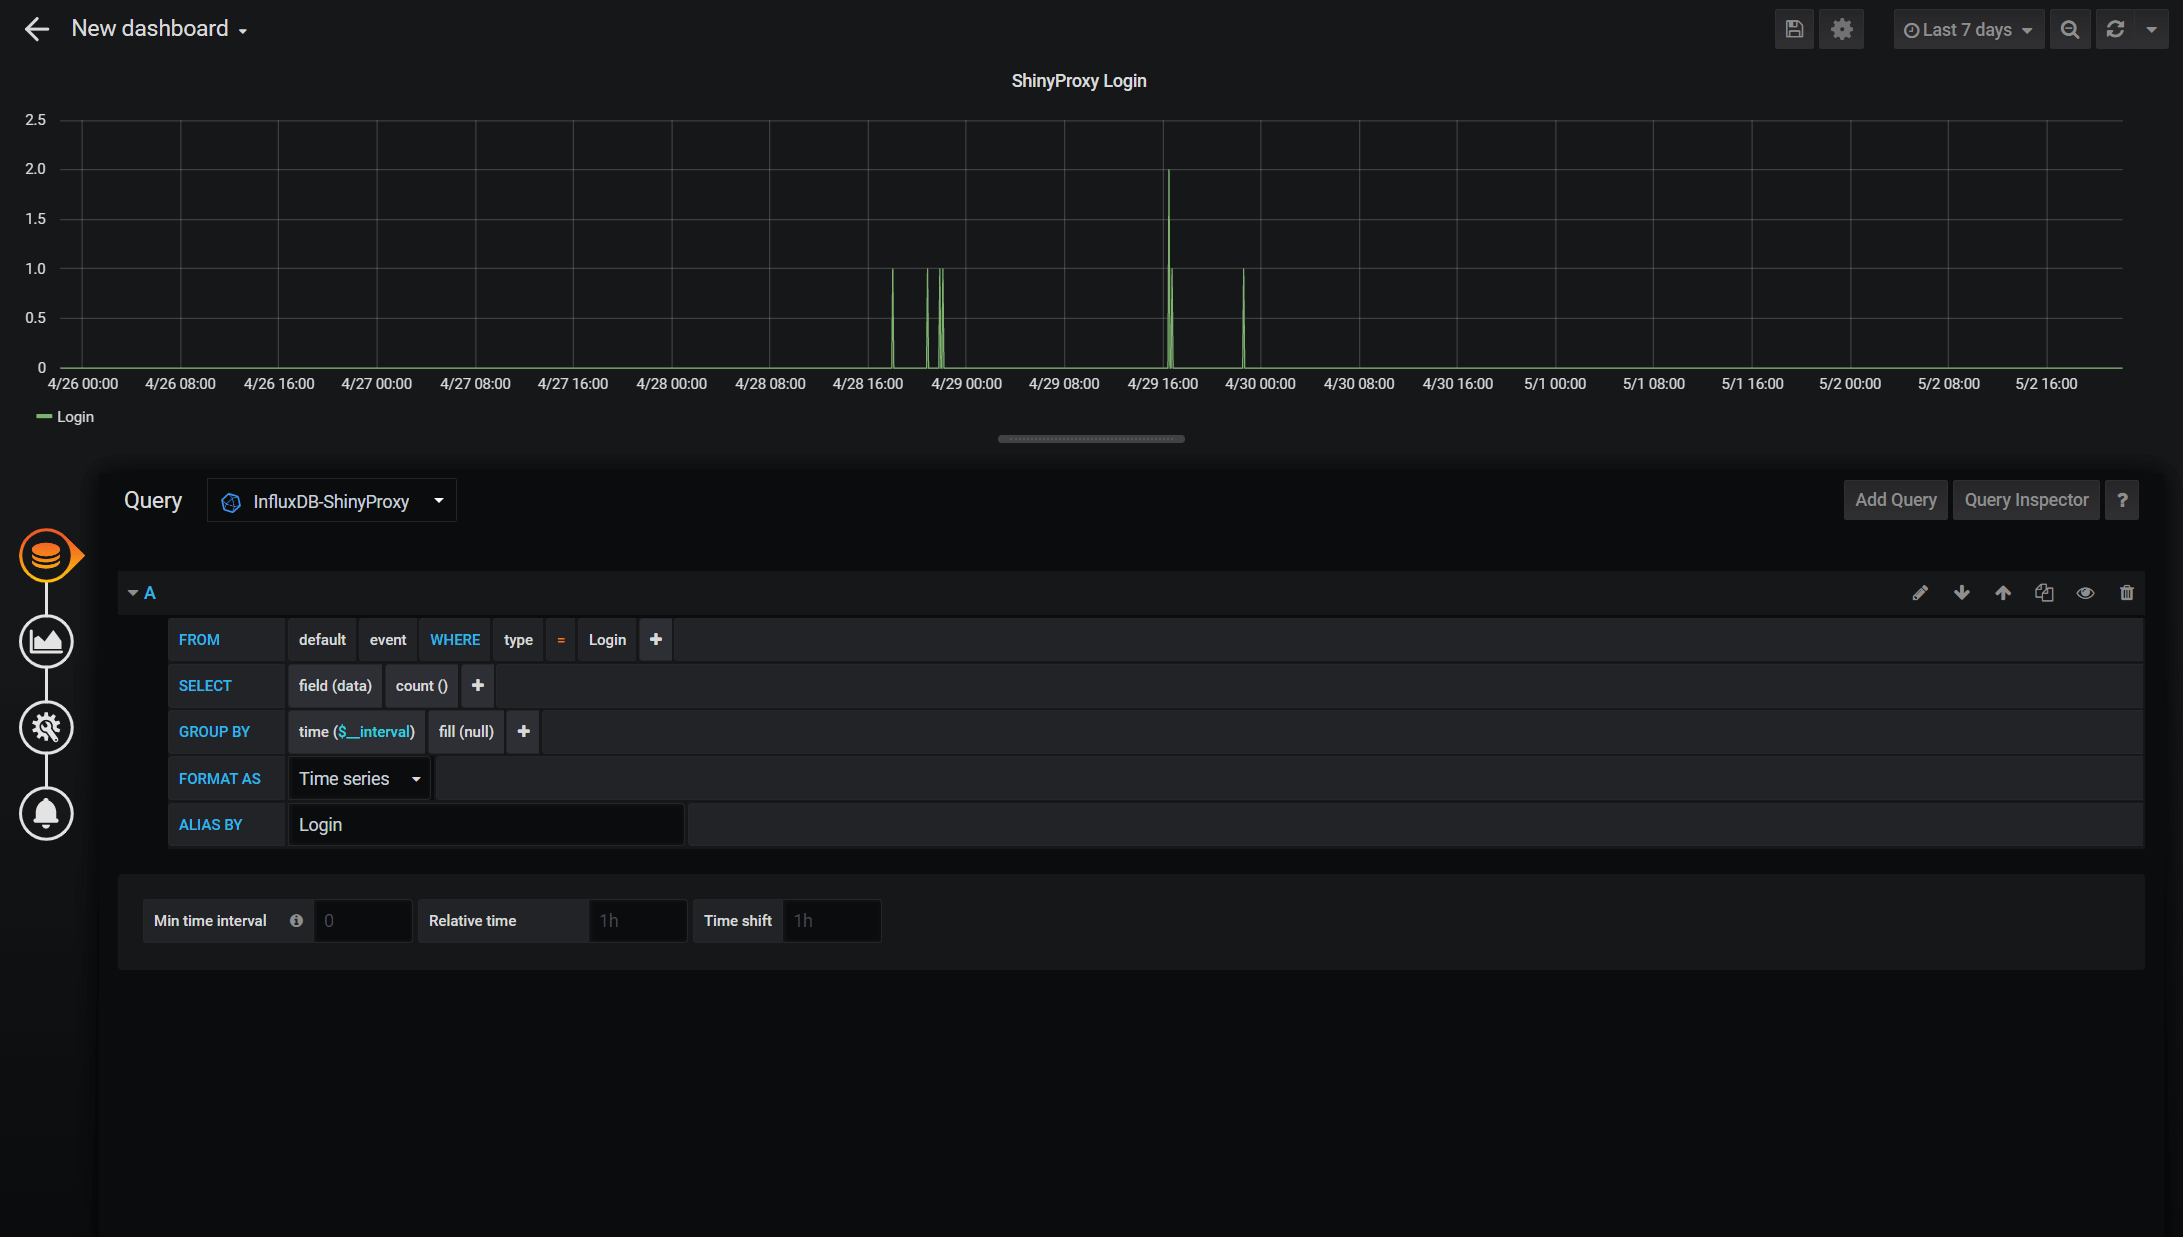 New dashboard
Last 7 days
ShinyProxy Login
2.5
2.0
1.5
1.0
0.5
0
4/26 00:00 4/26 08:00 4/26 16:00 4/27 00:00 4/27 08:00 4/27 16:00 4/28 00:00 4/28 08:00 4/28 16:00 4/29 00:00 4/29 08:00 4/29 16:00 4/30 00:00 4/30 08:00 4/30 16:00 5/1 00:00 5/1 08:00 5/1 16:00 5/2 00:00 5/2 08:00 5/2 16:00
Login
Query InfluxDB-ShinyProxy Add Query Query Inspector ?
A
FROM default event WHERE type = Login +
SELECT field (data) count () +
GROUP BY time ($__interval) fill (null) +
FORMAT AS Time series
ALIAS BY Login
Min time interval 0 Relative time 1h Time shift 1h